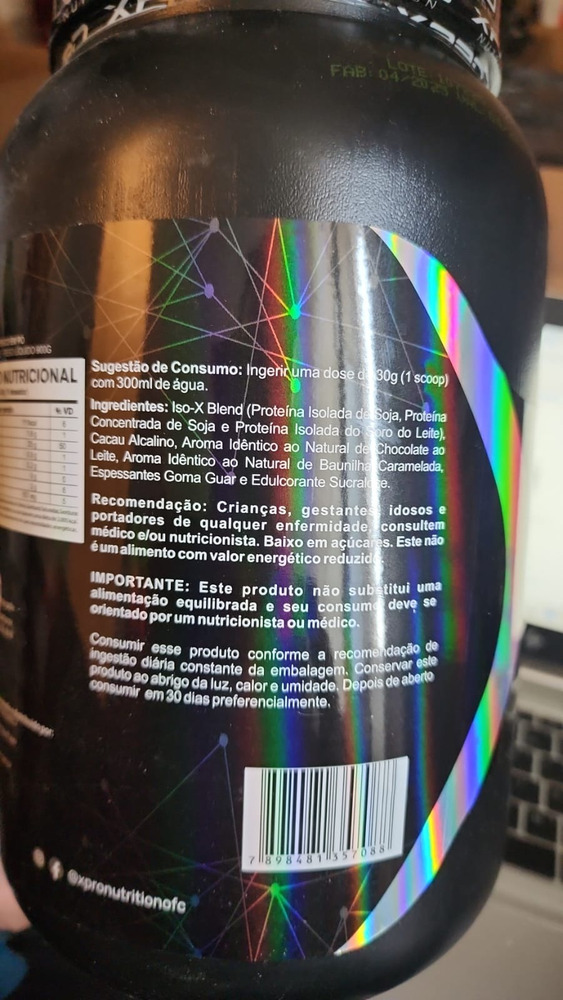 LOTE
FAB: 04/2023
NUTRICIONAL
% VD
Sugestão de Consumo: Ingerir uma dose de 30g (1 scoop)
com 300ml de água.
Ingredientes: Iso-X Blend (Proteína Isolada de Soja, Proteína
Concentrada de Soja e Proteína Isolada do Soro do Leite),
Cacau Alcalino, Aroma Idêntico ao Natural de Chocolate ao
Leite, Aroma Idêntico ao Natural de Baunilha Caramelada,
Espessantes Goma Guar e Edulcorante Sucralose.
Recomendação: Crianças, gestantes, idosos e
portadores de qualquer enfermidade, consultem
médico e/ou nutricionista. Baixo em açúcares. Este não
é um alimento com valor energético reduzido.
IMPORTANTE: Este produto não substitui uma
alimentação equilibrada e seu consumo deve se
orientado por um nutricionista ou médico.
Consumir esse produto conforme a recomendação de
ingestão diária constante da embalagem. Conservar este
produto ao abrigo da luz, calor e umidade. Depois de aberto
consumir em 30 dias preferencialmente.
7 898481 357088
@xpronutritionofc